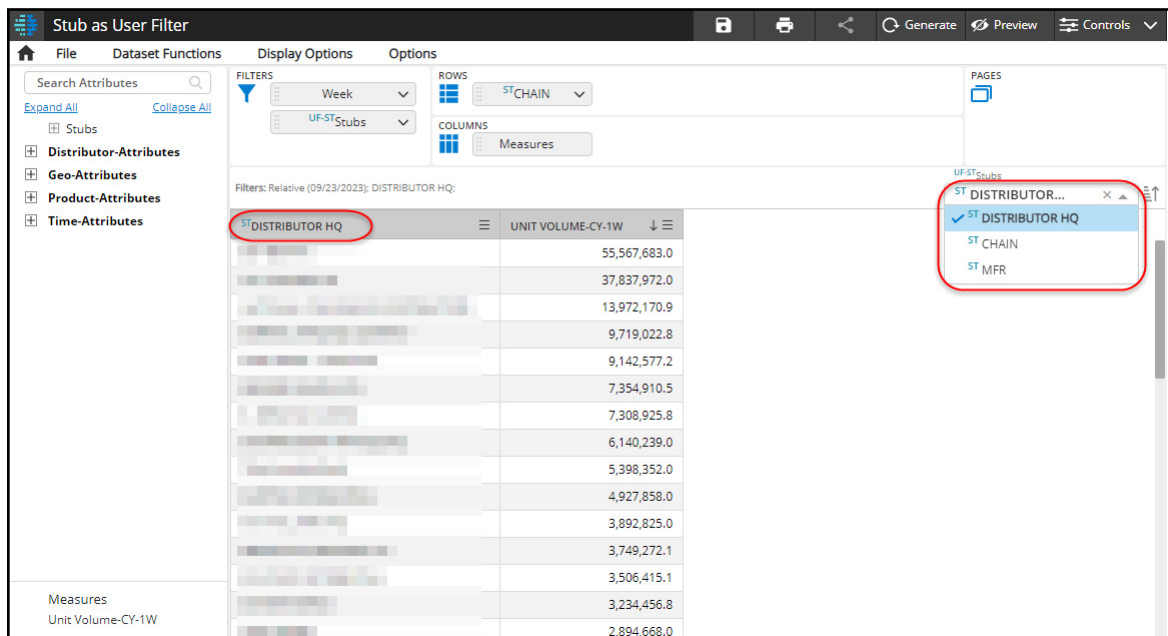 Stub as User Filter
Generate
Preview
Controls
File
Dataset Functions
Display Options
Options
Search Attributes
Expand All
Collapse All
Stubs
Distributor-Attributes
Geo-Attributes
Product-Attributes
Time-Attributes
FILTERS
Week
UF-STStubs
ROWS
STCHAIN
COLUMNS
Measures
PAGES
Filters: Relative (09/23/2023); DISTRIBUTOR HQ;
UF-STStubs
ST DISTRIBUTOR...
ST DISTRIBUTOR HQ
ST CHAIN
ST MFR
STDISTRIBUTOR HQ
UNIT VOLUME-CY-1W
55,567,683.0
37,837,972.0
13,972,170.9
9,719,022.8
9,142,577.2
7,354,910.5
7,308,925.8
6,140,239.0
5,398,352.0
4,927,858.0
3,892,825.0
3,749,272.1
3,506,415.1
3,234,456.8
2,894,668.0
Measures
Unit Volume-CY-1W